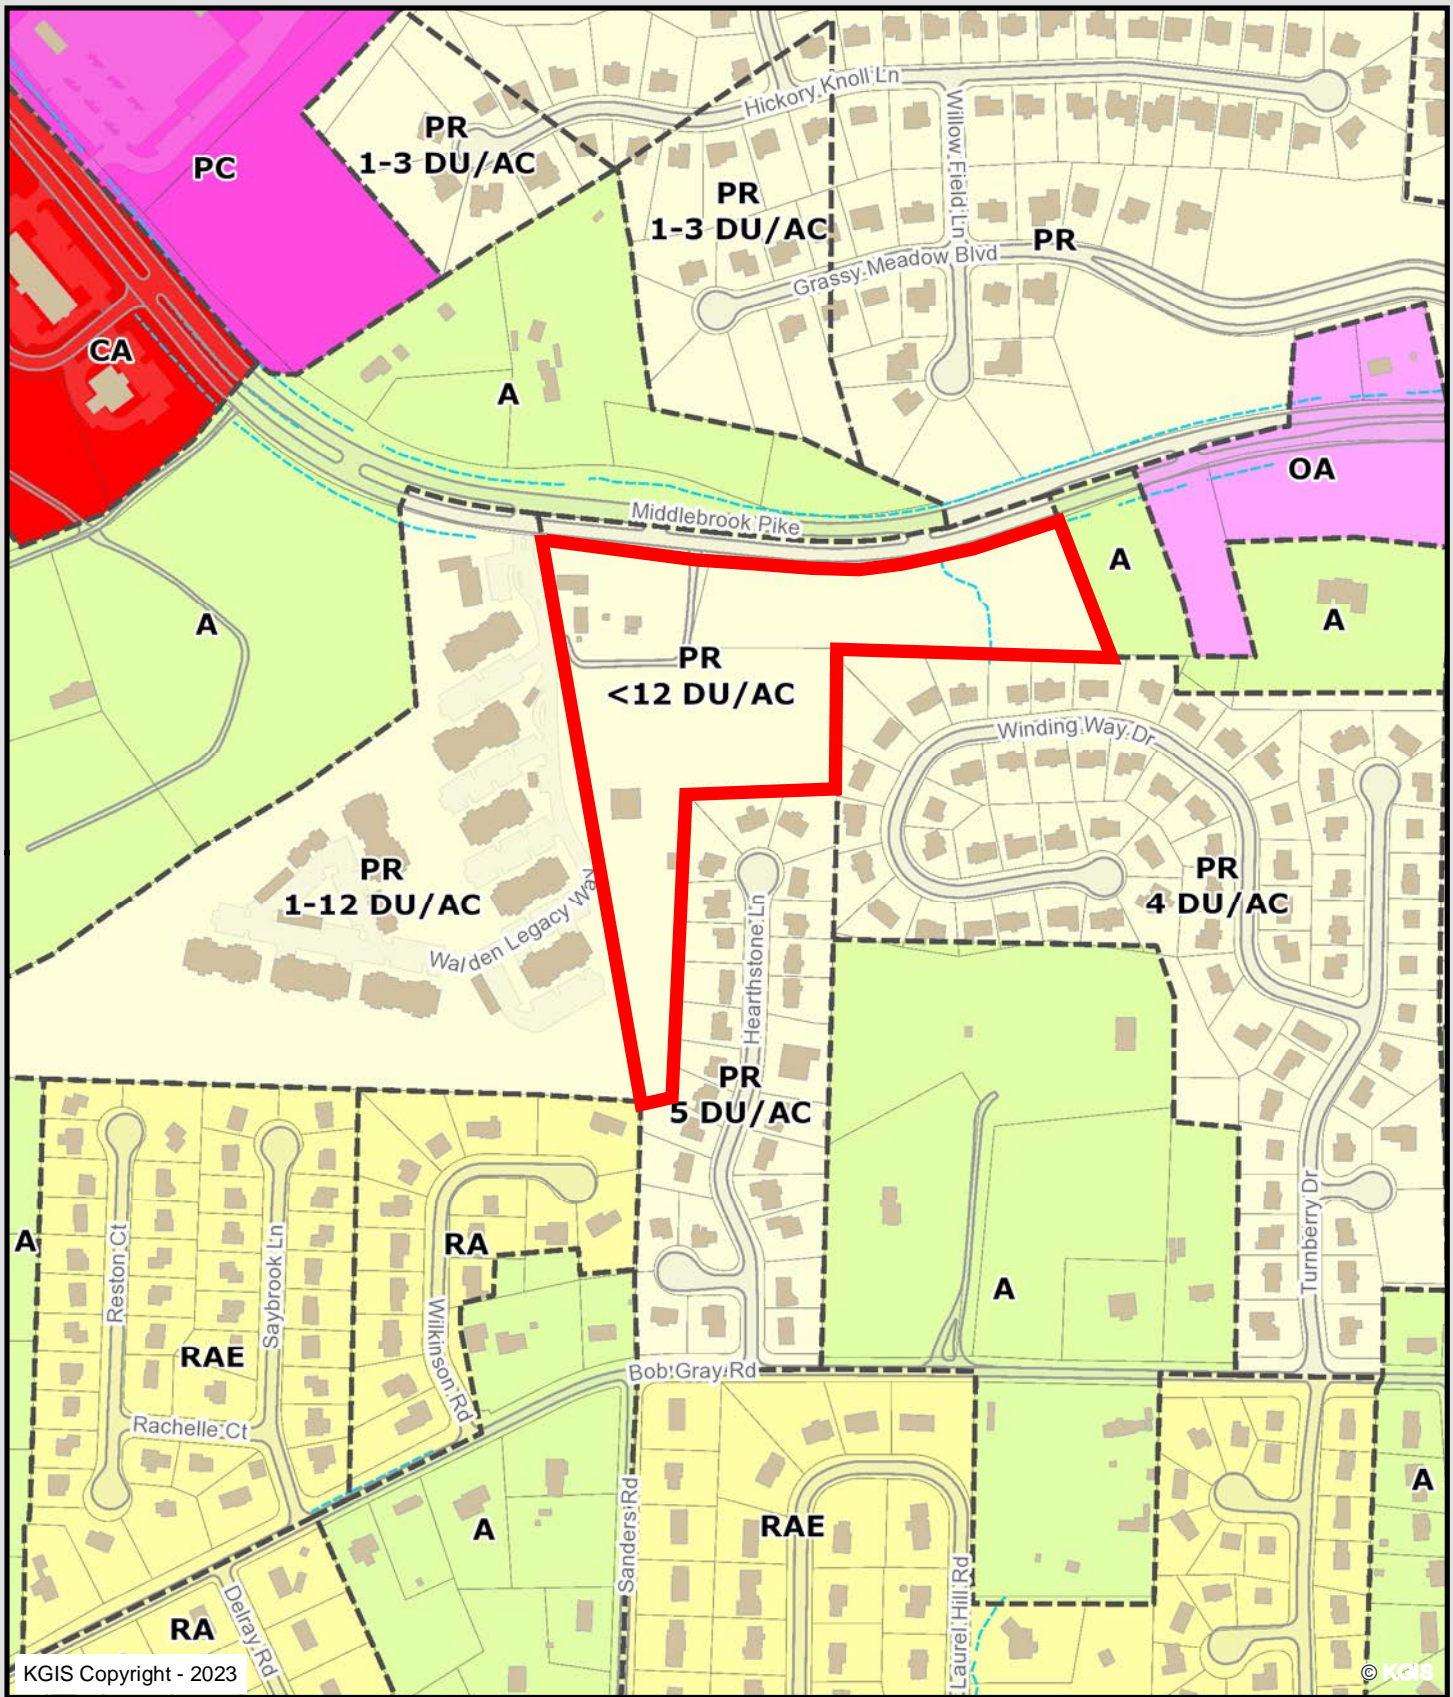 Hickory Knoll Ln
PR
1-3 DU/AC
PC
Willow Field Ln
PR
1-3 DU/AC
PR
Grassy Meadow Blvd
CA
A
OA
Middlebrook Pike
A
A
A
PR
<12 DU/AC
Winding Way Dr
PR
1-12 DU/AC
PR
4 DU/AC
Walden Legacy Way
Hearthstone Ln
PR
5 DU/AC
A
RA
Reston Ct
Saybrook Ln
Turnberry Dr
A
Wilkinson Rd
RAE
Bob Gray Rd
Rachelle Ct
A
A
RAE
Sanders Rd
Laurel Hill Rd
RA
Delray Rd
KGIS Copyright - 2023
© KGIS